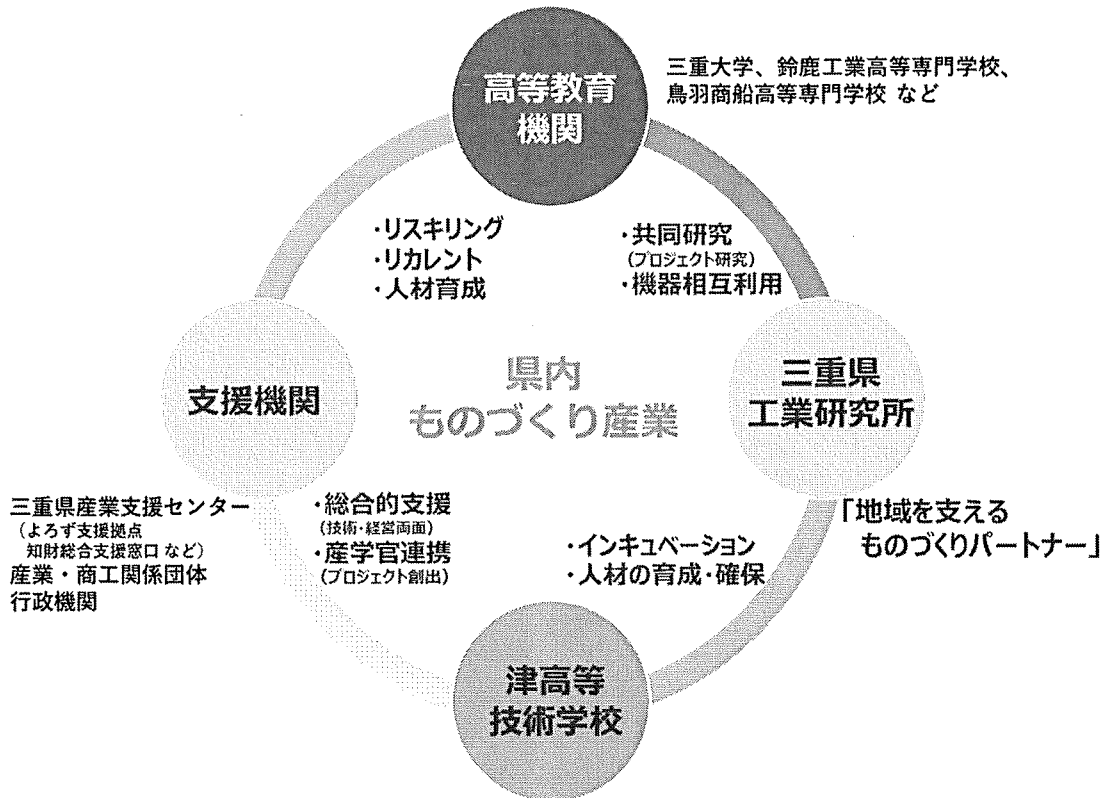 高等教育
機関
三重大学、鈴鹿工業高等専門学校、
鳥羽商船高等専門学校 など
・リスキリング
・リカレント
・人材育成
・共同研究
(プロジェクト研究)
・機器相互利用
支援機関
県内
ものづくり産業
三重県
工業研究所
三重県産業支援センター
(よろず支援拠点
知財総合支援窓口 など)
産業・商工関係団体
行政機関
・総合的支援
(技術・経営両面)
・産学官連携
(プロジェクト創出)
・インキュベーション
・人材の育成・確保
「地域を支える
ものづくりパートナー」
津高等
技術学校